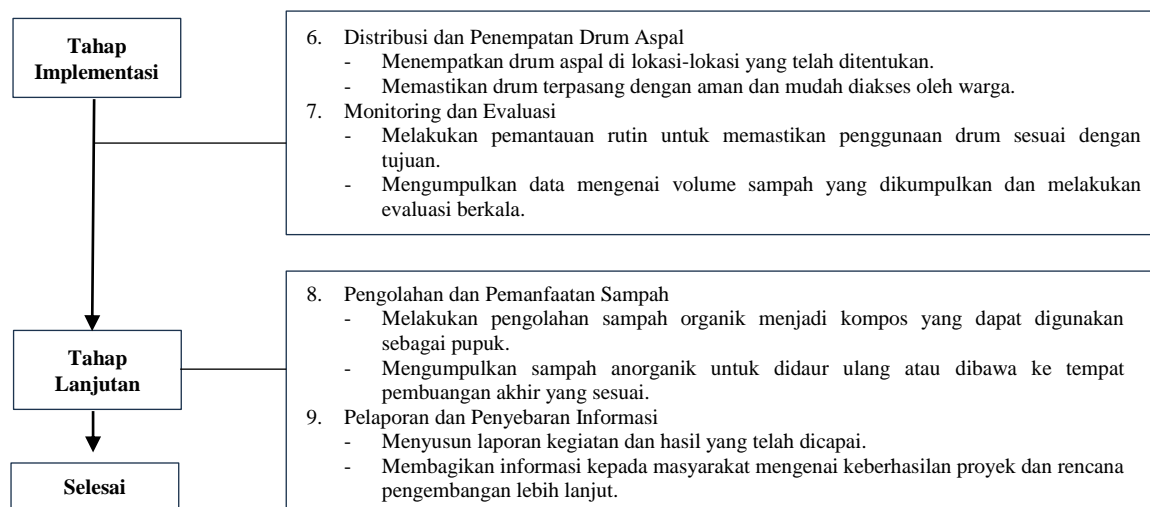 Tahap
Implementasi
6. Distribusi dan Penempatan Drum Aspal
- Menempatkan drum aspal di lokasi-lokasi yang telah ditentukan.
- Memastikan drum terpasang dengan aman dan mudah diakses oleh warga.
7. Monitoring dan Evaluasi
- Melakukan pemantauan rutin untuk memastikan penggunaan drum sesuai dengan
tujuan.
- Mengumpulkan data mengenai volume sampah yang dikumpulkan dan melakukan
evaluasi berkala.
Tahap
Lanjutan
8. Pengolahan dan Pemanfaatan Sampah
- Melakukan pengolahan sampah organik menjadi kompos yang dapat digunakan
sebagai pupuk.
- Mengumpulkan sampah anorganik untuk didaur ulang atau dibawa ke tempat
pembuangan akhir yang sesuai.
9. Pelaporan dan Penyebaran Informasi
- Menyusun laporan kegiatan dan hasil yang telah dicapai.
- Membagikan informasi kepada masyarakat mengenai keberhasilan proyek dan rencana
pengembangan lebih lanjut.
Selesai